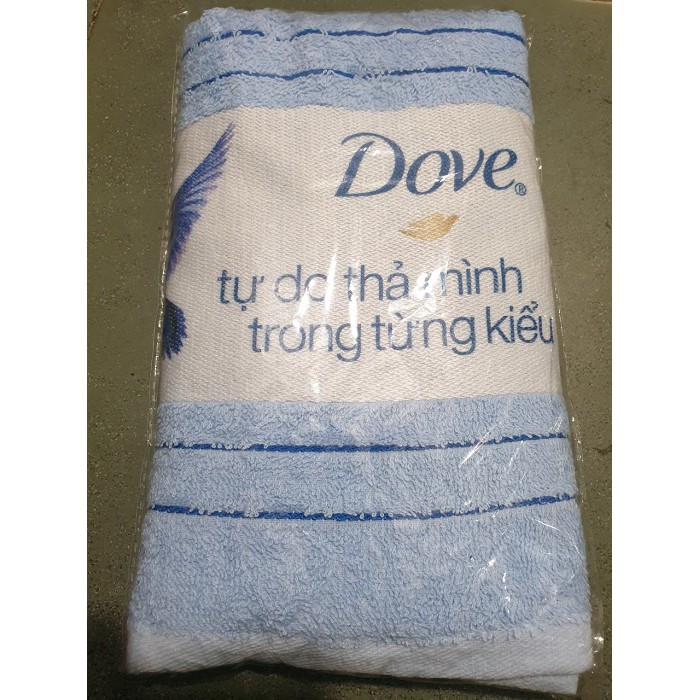 Dove®
tự do thả mình
trong từng kiểu